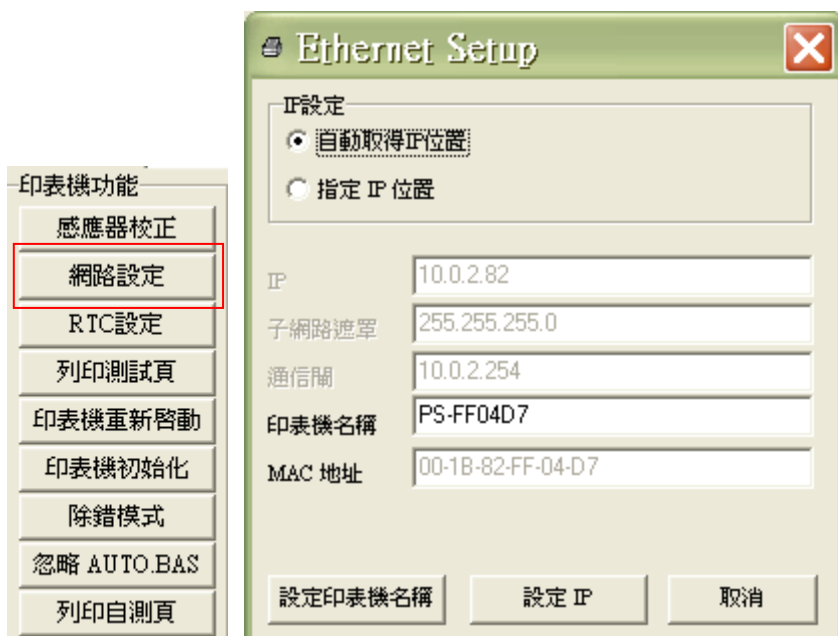 印表機功能
感應器校正
網路設定
RTC設定
列印測試頁
印表機重新啓動
印表機初始化
除錯模式
忽略 AUTO.BAS
列印自測頁
Ethernet Setup
IP設定
自動取得IP位置
指定 IP 位置
IP 10.0.2.82
子網路遮罩 255.255.255.0
通信閘 10.0.2.254
印表機名稱 PS-FF04D7
MAC 地址 00-1B-82-FF-04-D7
設定印表機名稱 設定 IP 取消